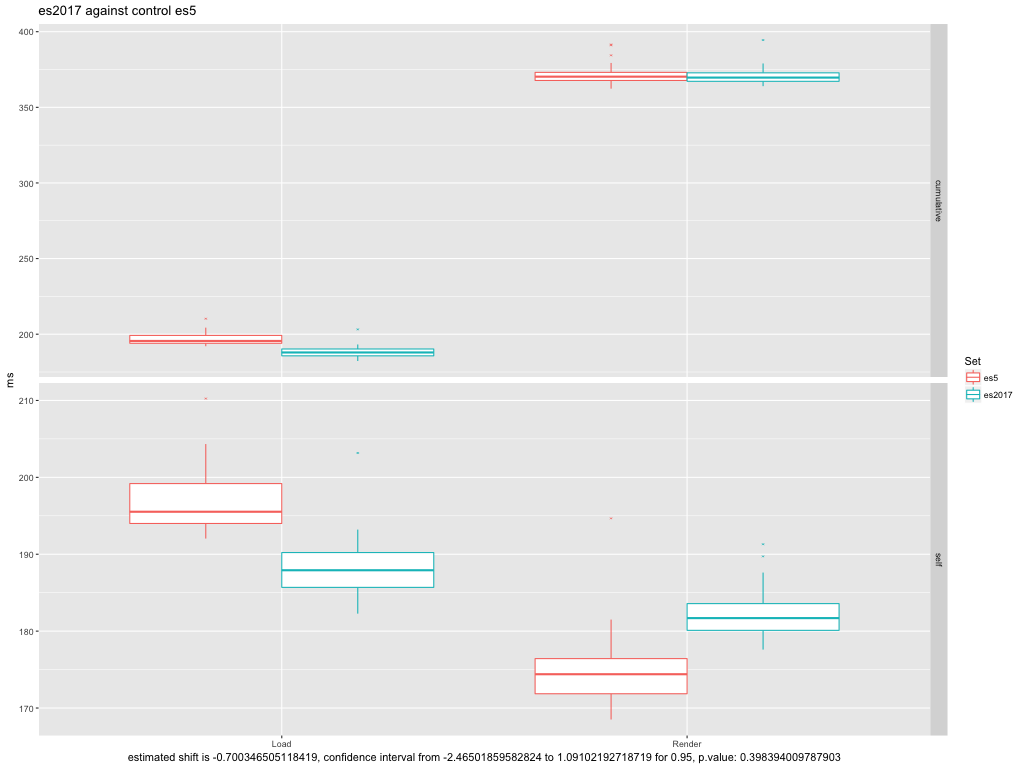 es2017 against control es5
400
350
300
250
200
cumulative
ms
210
200
190
180
170
self
Load
Render
estimated shift is -0.700346505118419, confidence interval from -2.46501859582824 to 1.09102192718719 for 0.95, p.value: 0.398394009787903
Set
es5
es2017